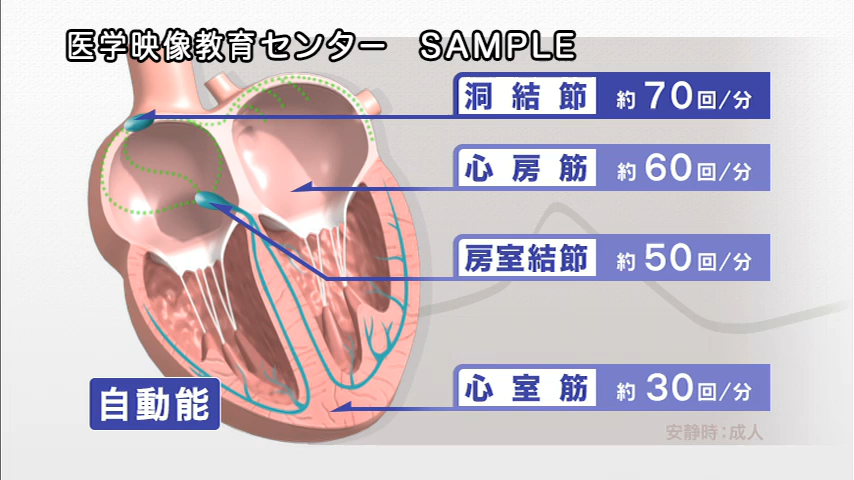 医学映像教育センター　SAMPLE
洞結節 約70回/分
心房筋 約60回/分
房室結節 約50回/分
心室筋 約30回/分
自動能
安静時：成人